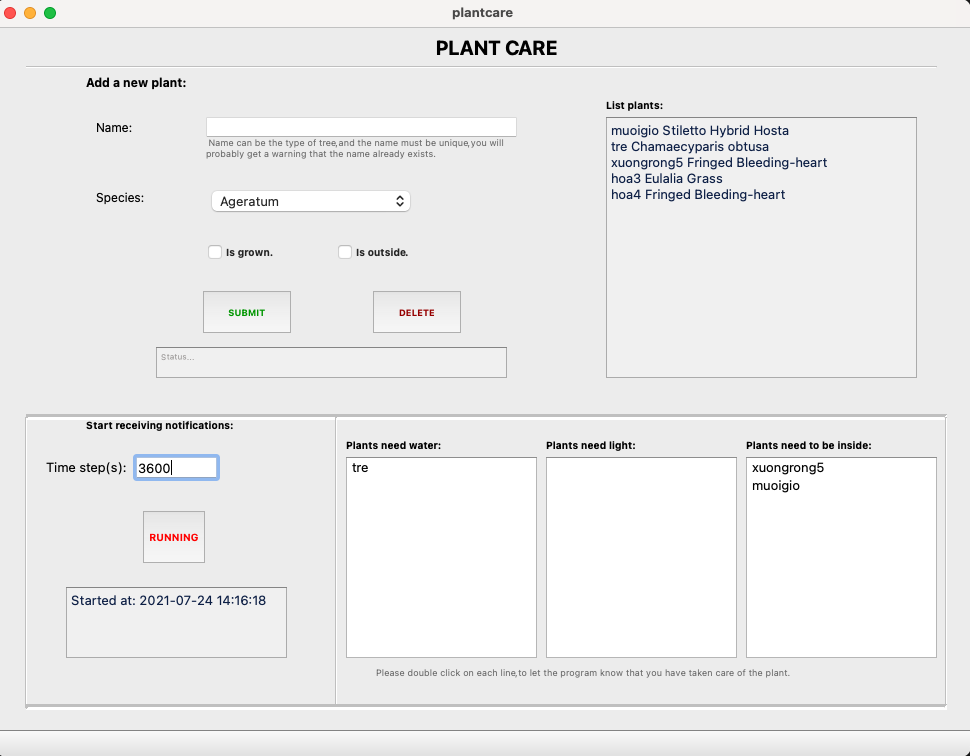 plantcare
PLANT CARE
Add a new plant:
Name:
Name can be the type of tree,and the name must be unique,you will
probably get a warning that the name already exists.
Species:
Ageratum
Is grown.
Is outside.
SUBMIT
DELETE
Status...
List plants:
muoigio Stiletto Hybrid Hosta
tre Chamaecyparis obtusa
xuongrong5 Fringed Bleeding-heart
hoa3 Eulalia Grass
hoa4 Fringed Bleeding-heart
Start receiving notifications:
Time step(s):
3600
RUNNING
Started at: 2021-07-24 14:16:18
Plants need water:
tre
Plants need light:
Plants need to be inside:
xuongrong5
muoigio
Please double click on each line,to let the program know that you have taken care of the plant.